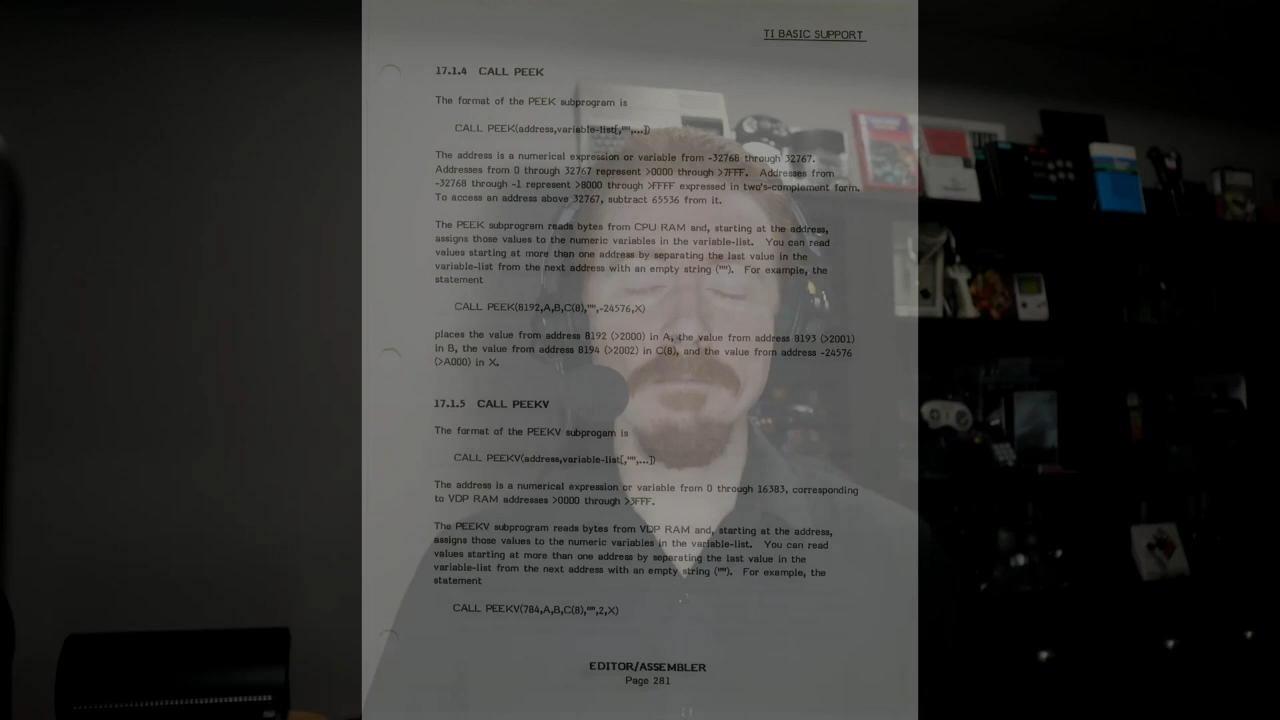 TI BASIC SUPPORT
17.1.4 CALL PEEK
The format of the PEEK subprogram is
CALL PEEK(address,variable-list[,"",...])
The address is a numerical expression or variable from -32768 through 32767.
Addresses from 0 through 32767 represent >0000 through >7FFF. Addresses from
-32768 through -1 represent >8000 through >FFFF expressed in two's-complement form.
To access an address above 32767, subtract 65536 from it.
The PEEK subprogram reads bytes from CPU RAM and, starting at the address,
assigns those values to the numeric variables in the variable-list. You can read
values starting at more than one address by separating the last value in the
variable-list from the next address with an empty string (""). For example, the
statement
CALL PEEK(8192,A,B,C(8),"",-24576,X)
places the value from address 8192 (>2000) in A, the value from address 8193 (>2001)
in B, the value from address 8194 (>2002) in C(8), and the value from address -24576
(>A000) in X.
17.1.5 CALL PEEKV
The format of the PEEKV subprogam is
CALL PEEKV(address,variable-list[,"",...])
The address is a numerical expression or variable from 0 through 16383, corresponding
to VDP RAM addresses >0000 through >3FFF.
The PEEKV subprogram reads bytes from VDP RAM and, starting at the address,
assigns those values to the numeric variables in the variable-list. You can read
values starting at more than one address by separating the last value in the
variable-list from the next address with an empty string (""). For example, the
statement
CALL PEEKV(784,A,B,C(8),"",2,X)
EDITOR/ASSEMBLER
Page 281